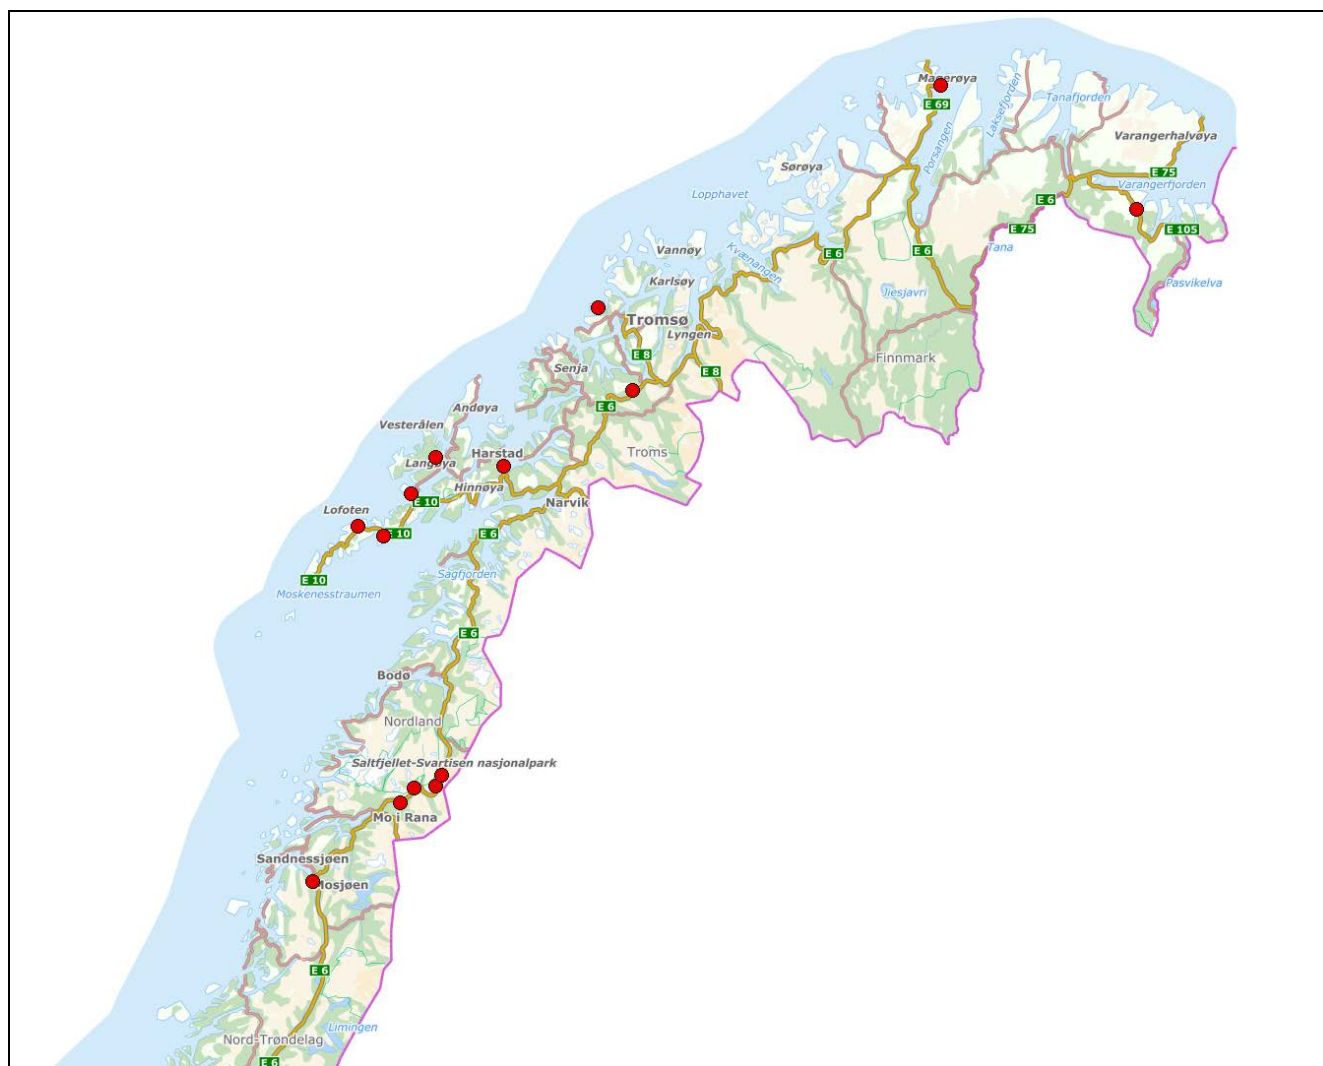 Magerøya
E 69
Laksefjorden
Tanafjorden
Porsangen
Varangerhalvøya
Sørøya
E 75
Varangerfjorden
Lopphavet
E 6
E 75
E 105
Vannøy
Kvænangen
E 6
E 6
Tana
Karlsøy
Iiesjavri
Pasvikelva
Tromsø
Lyngen
E 8
Finnmark
Senja
E 8
Andøya
E 6
Vesterålen
Harstad
Troms
Langøya
Hinnøya
E 10
Narvik
Lofoten
E 10
E 6
E 10
Sagfjorden
Moskenesstraumen
E 6
Bodø
Nordland
Saltfjellet-Svartisen nasjonalpark
Mo i Rana
Sandnessjøen
Mosjøen
E 6
Limingen
Nord-Trøndelag
E 6